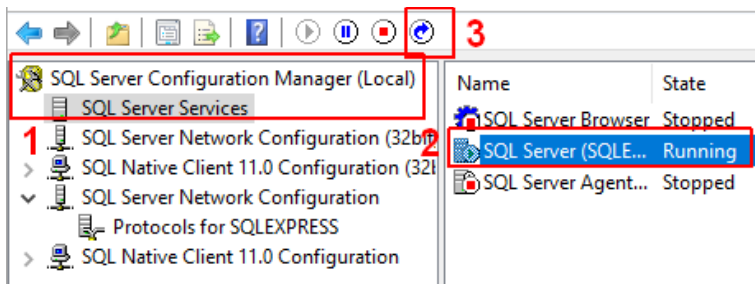 3
SQL Server Configuration Manager (Local)
SQL Server Services
1
SQL Server Network Configuration (32bit
SQL Native Client 11.0 Configuration (32
SQL Server Network Configuration
Protocols for SQLEXPRESS
SQL Native Client 11.0 Configuration
Name State
SQL Server Browser Stopped
2
SQL Server (SQLE... Running
SQL Server Agent... Stopped